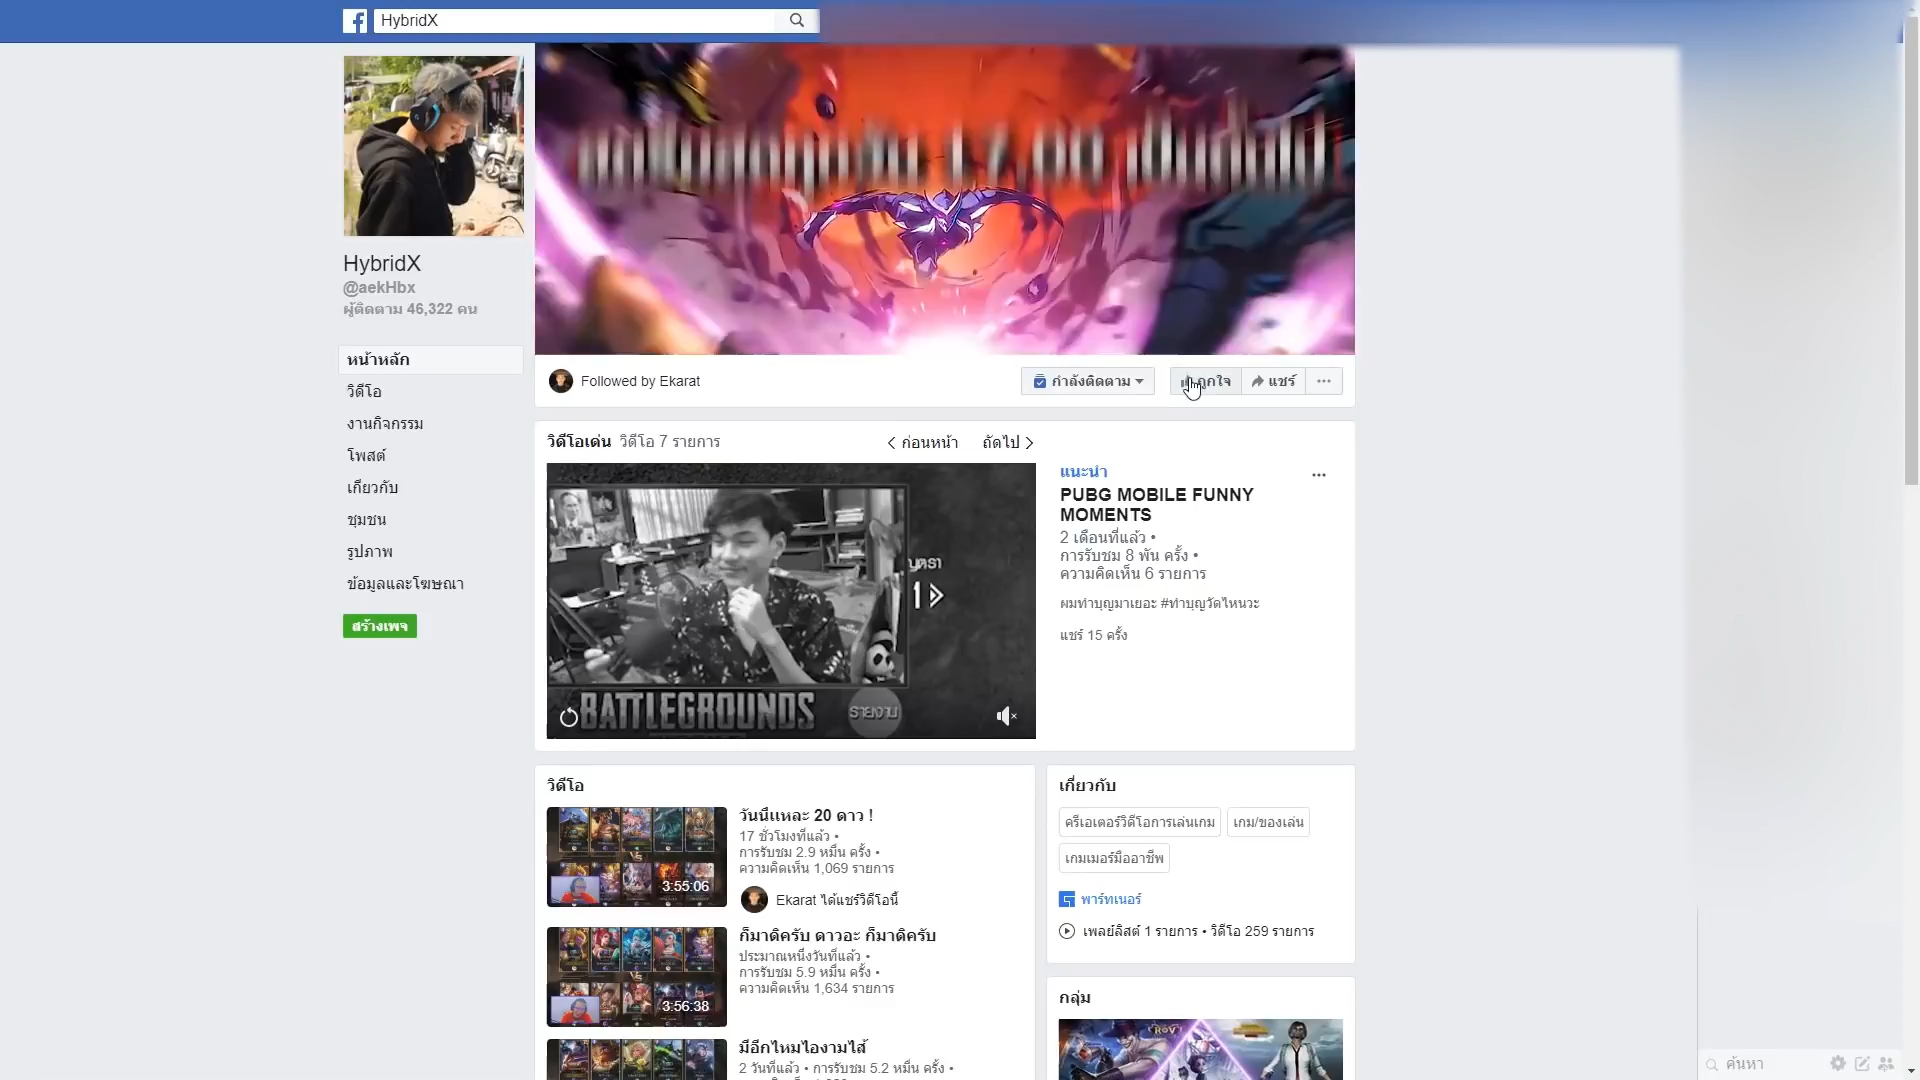 HybridX
HybridX
@aekHbx
ผู้ติดตาม 46,322 คน
หน้าหลัก
วิดีโอ
งานกิจกรรม
โพสต์
เกี่ยวกับ
ชุมชน
รูปภาพ
ข้อมูลและโฆษณา
สร้างเพจ
Followed by Ekarat
กำลังติดตาม
ถูกใจ
แชร์
วิดีโอเด่น วิดีโอ 7 รายการ
ก่อนหน้า ถัดไป
BATTLEGROUNDS
รายงาน
แนะนำ
PUBG MOBILE FUNNY
MOMENTS
2 เดือนที่แล้ว •
การรับชม 8 พัน ครั้ง •
ความคิดเห็น 6 รายการ
ผมทำบุญมาเยอะ #ทำบุญวัดไหนวะ
แชร์ 15 ครั้ง
วิดีโอ
วันนี้แหละ 20 ดาว !
17 ชั่วโมงที่แล้ว •
การรับชม 2.9 หมื่น ครั้ง •
ความคิดเห็น 1,069 รายการ
3:55:06
Ekarat ได้แชร์วิดีโอนี้
ก็มาดิครับ ดาวอะ ก็มาดิครับ
ประมาณหนึ่งวันที่แล้ว •
การรับชม 5.9 หมื่น ครั้ง •
ความคิดเห็น 1,634 รายการ
3:56:38
มีอีกไหมไองามไส้
2 วันที่แล้ว • การรับชม 5.2 หมื่น ครั้ง •
เกี่ยวกับ
ครีเอเตอร์วิดีโอการเล่นเกม
เกม/ของเล่น
เกมเมอร์มืออาชีพ
พาร์ทเนอร์
เพลย์ลิสต์ 1 รายการ • วิดีโอ 259 รายการ
กลุ่ม
ROV
ค้นหา